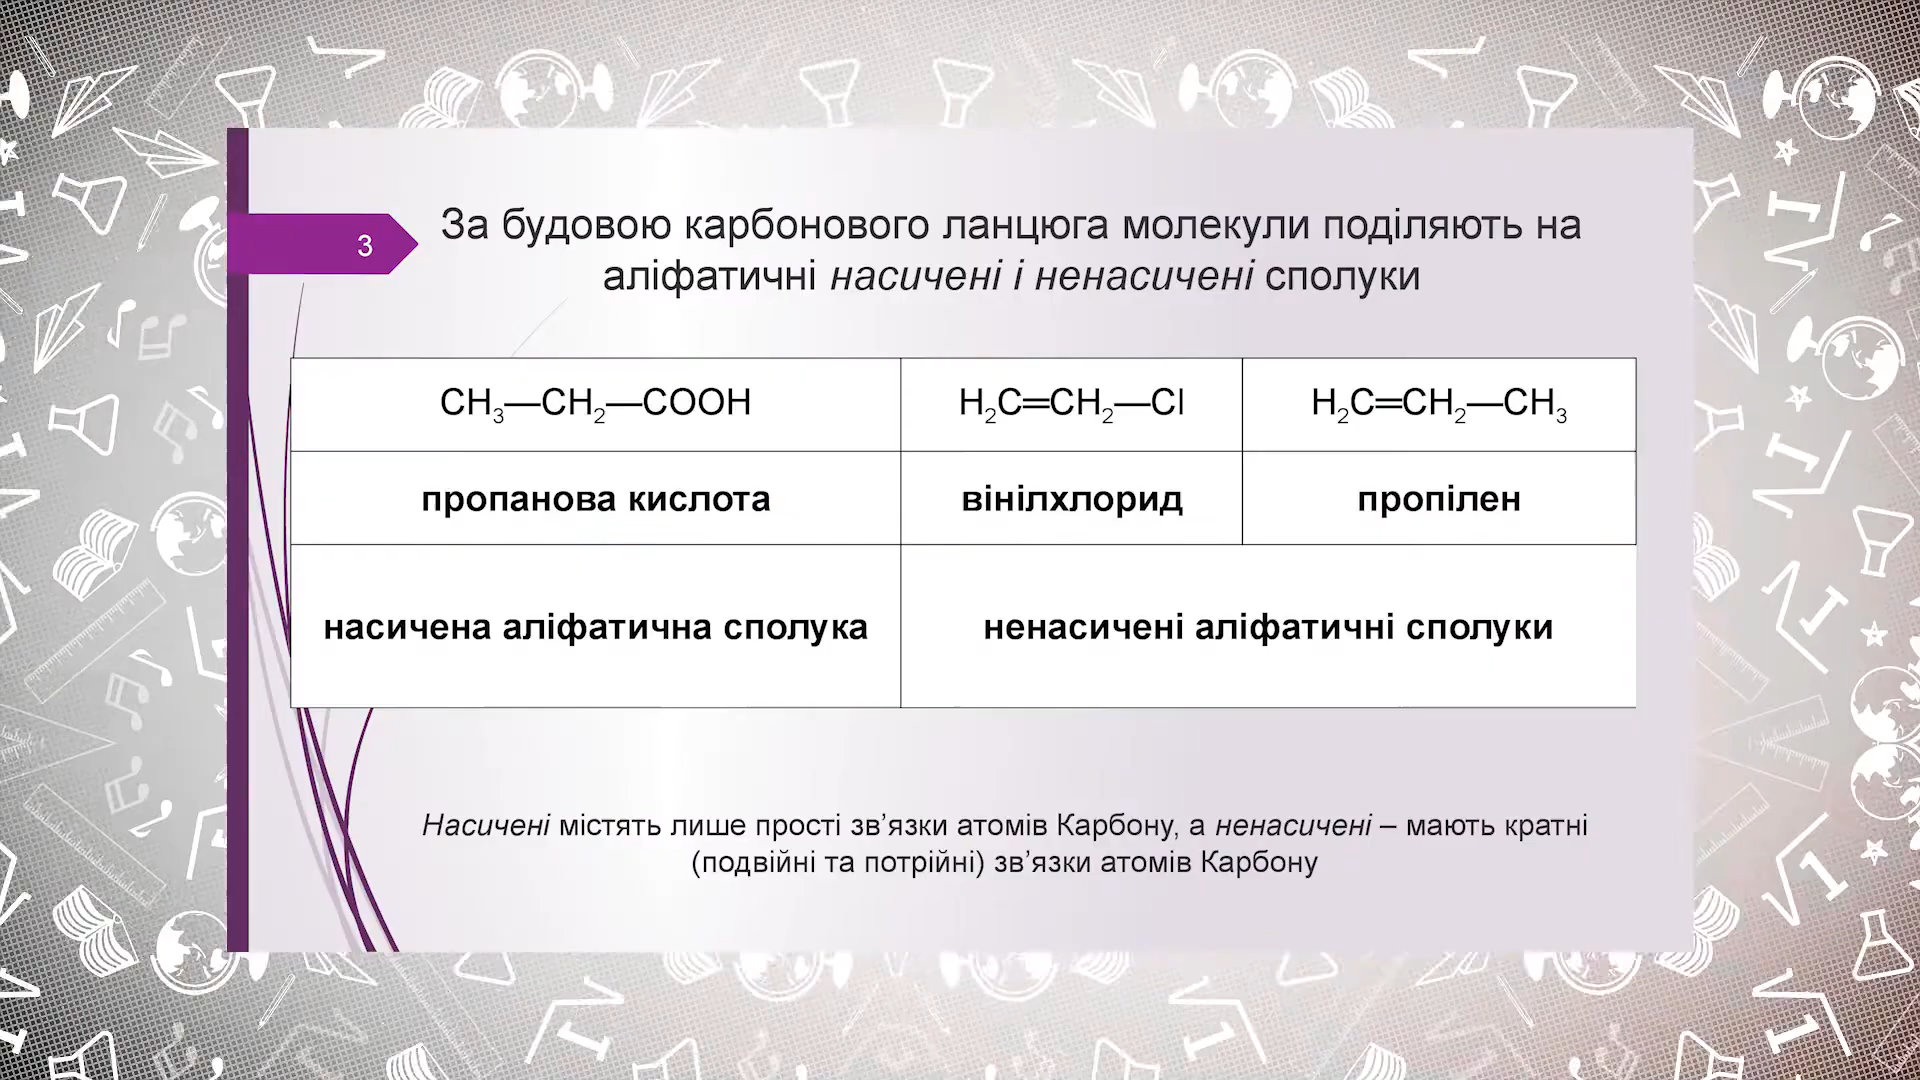 3
За будовою карбонового ланцюга молекули поділяють на
аліфатичні насичені і ненасичені сполуки
CH₃—CH₂—COOH
H₂C═CH₂—Cl
H₂C═CH₂—CH₃
пропанова кислота
вінілхлорид
пропілен
насичена аліфатична сполука
ненасичені аліфатичні сполуки
Насичені містять лише прості зв’язки атомів Карбону, а ненасичені – мають кратні
(подвійні та потрійні) зв’язки атомів Карбону